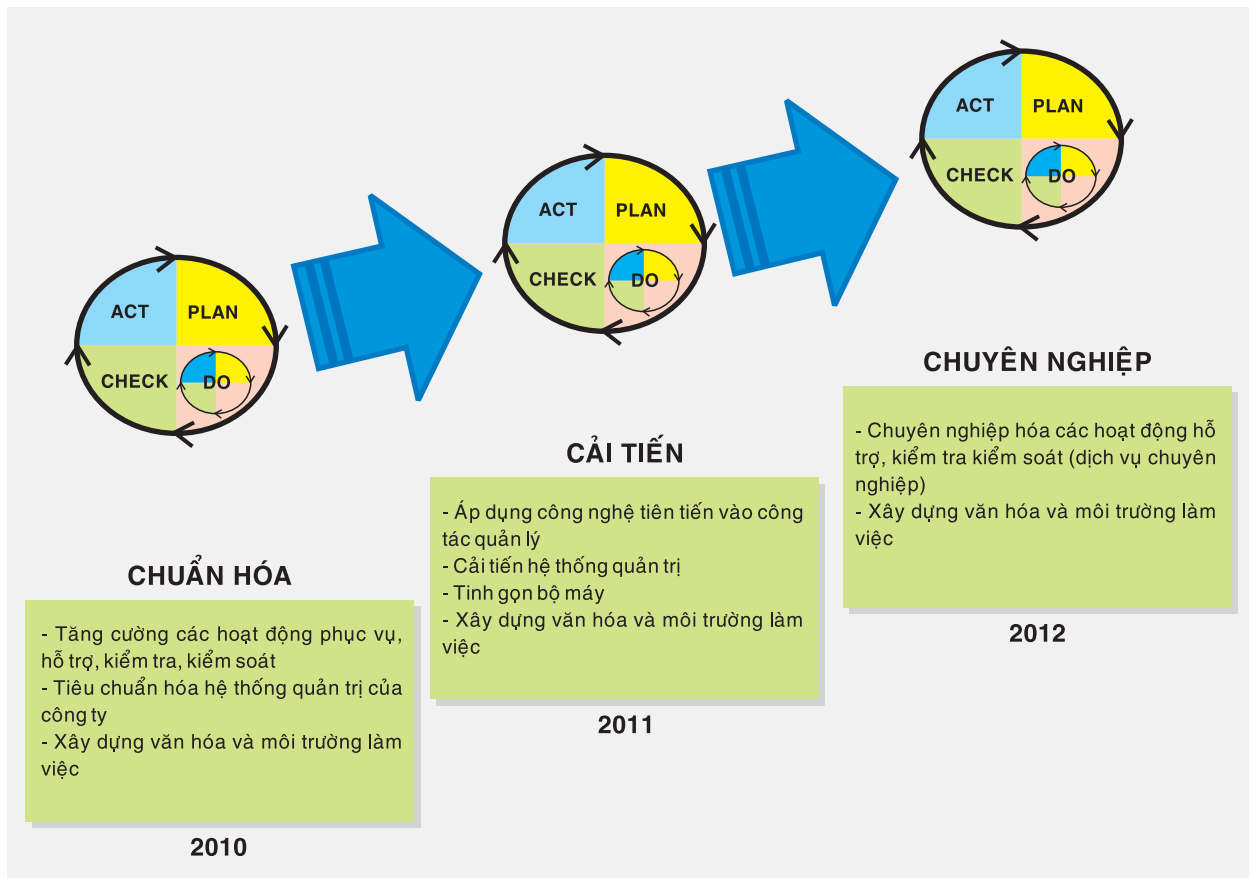 ACT PLAN
CHECK DO
CHUẨN HÓA
- Tăng cường các hoạt động phục vụ,
hỗ trợ, kiểm tra, kiểm soát
- Tiêu chuẩn hóa hệ thống quản trị của
công ty
- Xây dựng văn hóa và môi trường làm
việc
2010
ACT PLAN
CHECK DO
CẢI TIẾN
- Áp dụng công nghệ tiên tiến vào công
tác quản lý
- Cải tiến hệ thống quản trị
- Tinh gọn bộ máy
- Xây dựng văn hóa và môi trường làm
việc
2011
ACT PLAN
CHECK DO
CHUYÊN NGHIỆP
- Chuyên nghiệp hóa các hoạt động hỗ
trợ, kiểm tra kiểm soát (dịch vụ chuyên
nghiệp)
- Xây dựng văn hóa và môi trường làm
việc
2012